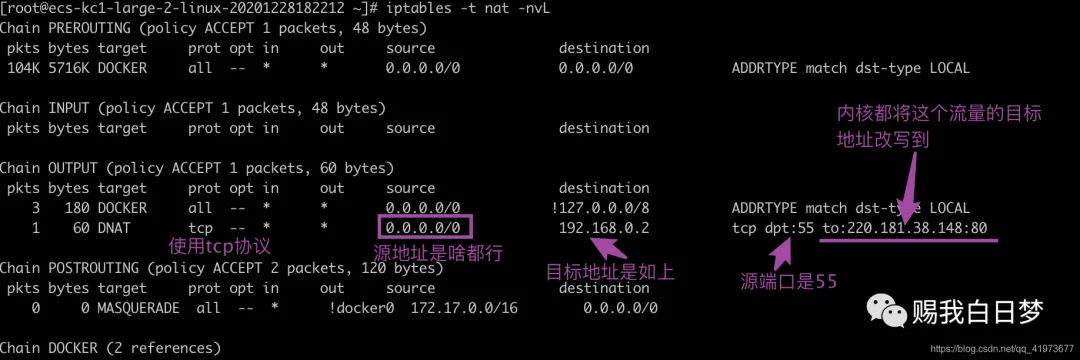 [root@ecs-kc1-large-2-linux-20201228182212 ~]# iptables -t nat -nvL
Chain PREROUTING (policy ACCEPT 1 packets, 48 bytes)
pkts bytes target prot opt in out source destination
104K 5716K DOCKER all -- * * 0.0.0.0/0 0.0.0.0/0 ADDRTYPE match dst-type LOCAL
Chain INPUT (policy ACCEPT 1 packets, 48 bytes)
pkts bytes target prot opt in out source destination
内核都将这个流量的目标
地址改写到
Chain OUTPUT (policy ACCEPT 1 packets, 60 bytes)
pkts bytes target prot opt in out source destination
3 180 DOCKER all -- * * 0.0.0.0/0 !127.0.0.0/8 ADDRTYPE match dst-type LOCAL
1 60 DNAT tcp -- * * 0.0.0.0/0 192.168.0.2 tcp dpt:55 to:220.181.38.148:80
使用tcp协议
源地址是啥都行
目标地址是如上
源端口是55
Chain POSTROUTING (policy ACCEPT 2 packets, 120 bytes)
pkts bytes target prot opt in out source destination
0 0 MASQUERADE all -- * !docker0 172.17.0.0/16 0.0.0.0/0
赐我白日梦
Chain DOCKER (2 references)
https://blog.csdn.net/qq_41973677